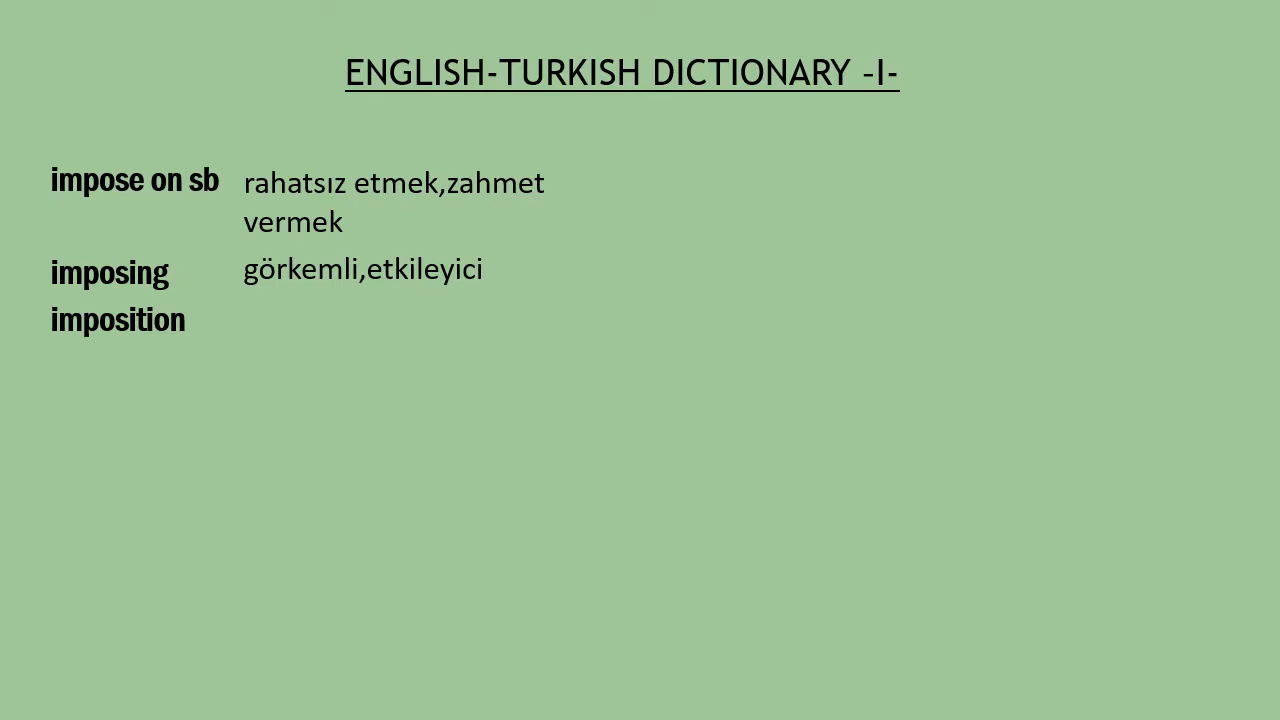 ENGLISH-TURKISH DICTIONARY –I-
impose on sb rahatsız etmek,zahmet
vermek
imposing görkemli,etkileyici
imposition